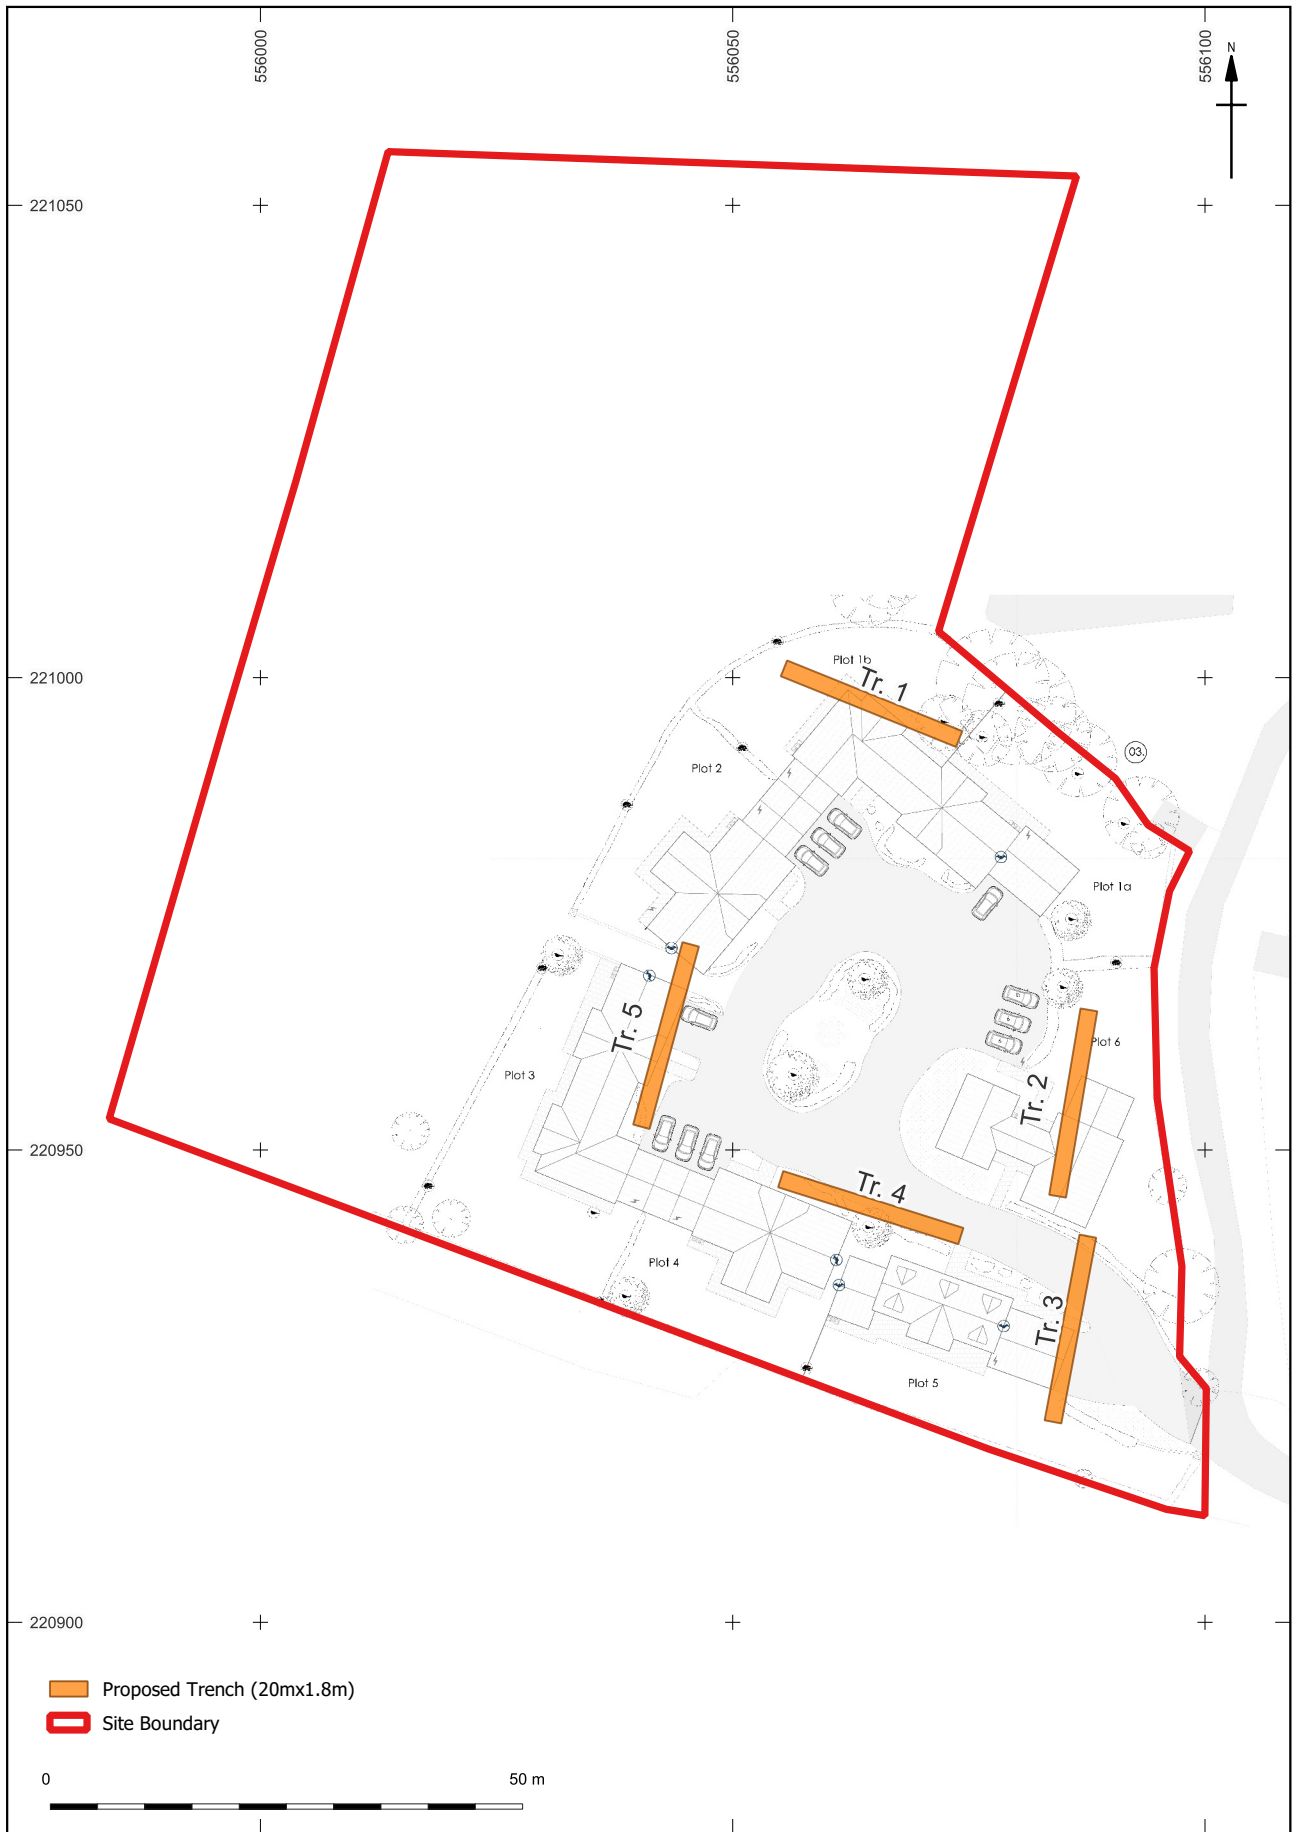 556000
556050
556100
N
221050
221000
Plot 1b
Tr. 1
03.
Plot 2
Plot 1a
Tr. 5
Plot 6
Plot 3
Tr. 2
220950
Tr. 4
Plot 4
Tr. 3
Plot 5
220900
Proposed Trench (20mx1.8m)
Site Boundary
0 50 m